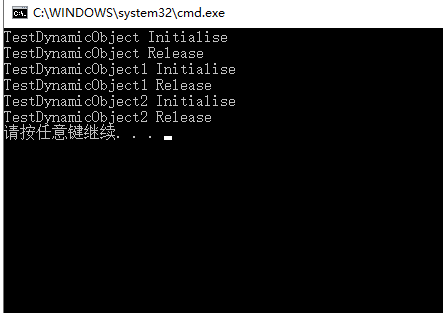 C:\WINDOWS\system32\cmd.exe
TestDynamicObject Initialise
TestDynamicObject Release
TestDynamicObject1 Initialise
TestDynamicObject1 Release
TestDynamicObject2 Initialise
TestDynamicObject2 Release
请按任意键继续. . .